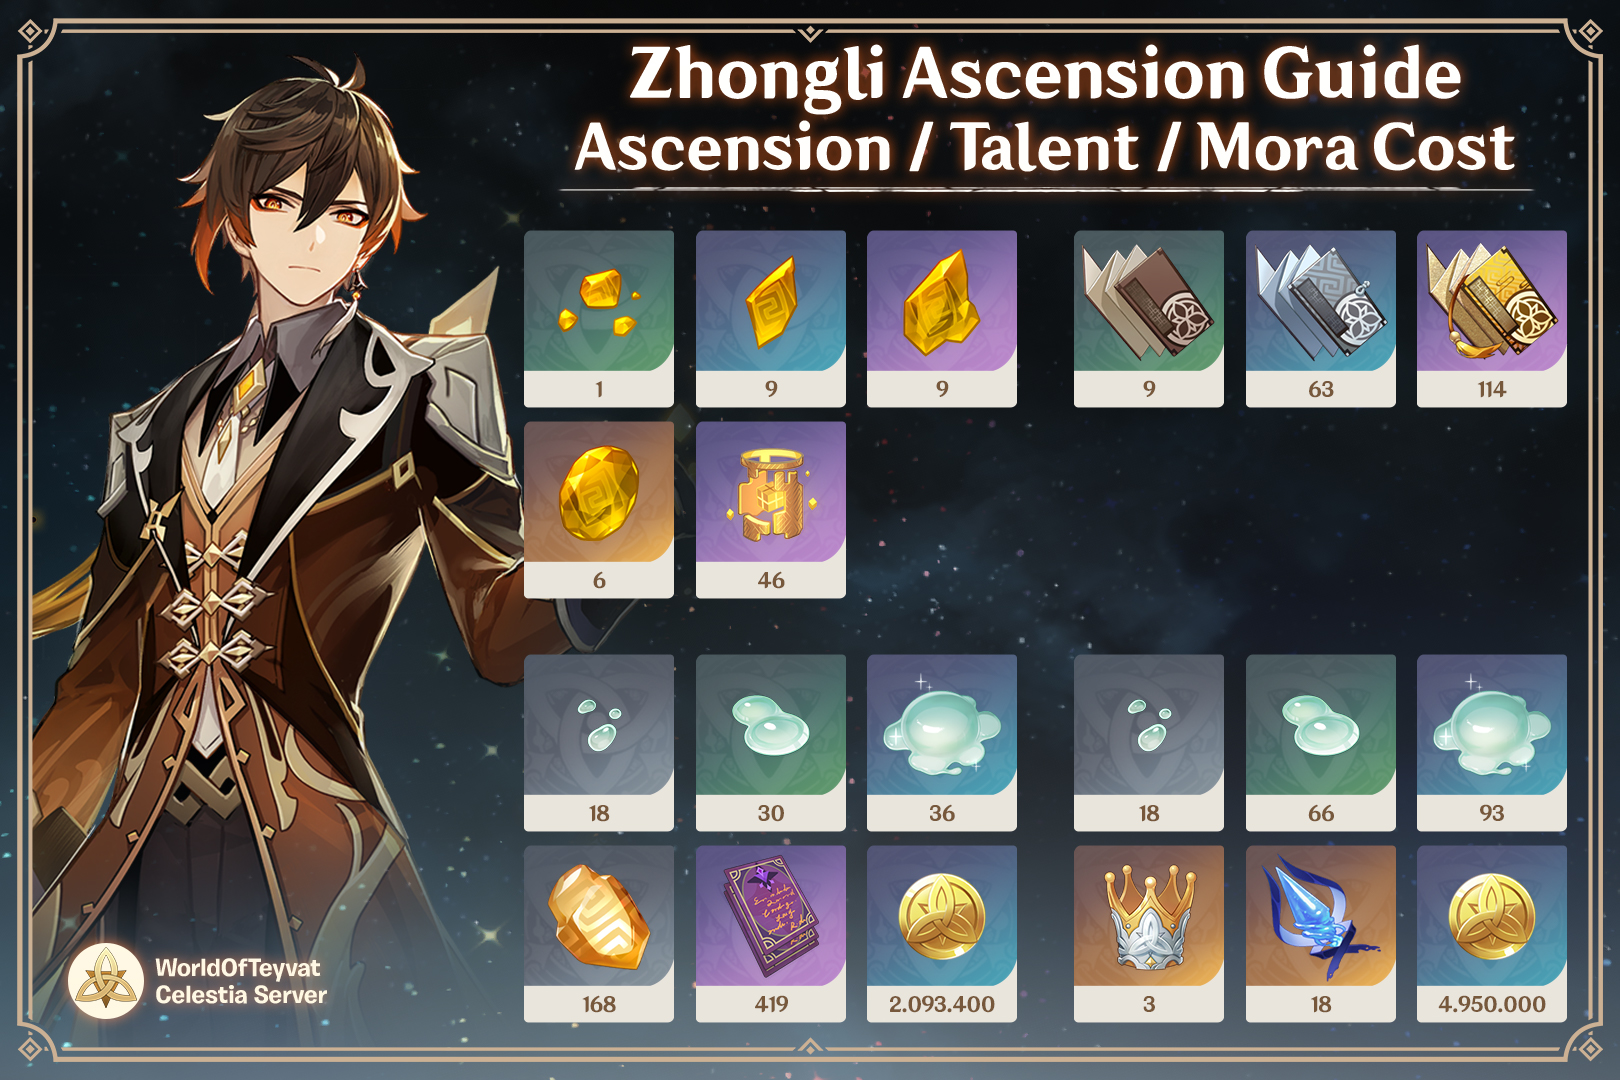 Zhongli Ascension Guide
Ascension / Talent / Mora Cost
1 9 9 9 63 114
6 46
18 30 36 18 66 93
168 419 2.093.400 3 18 4.950.000
WorldOfTeyvat
Celestia Server